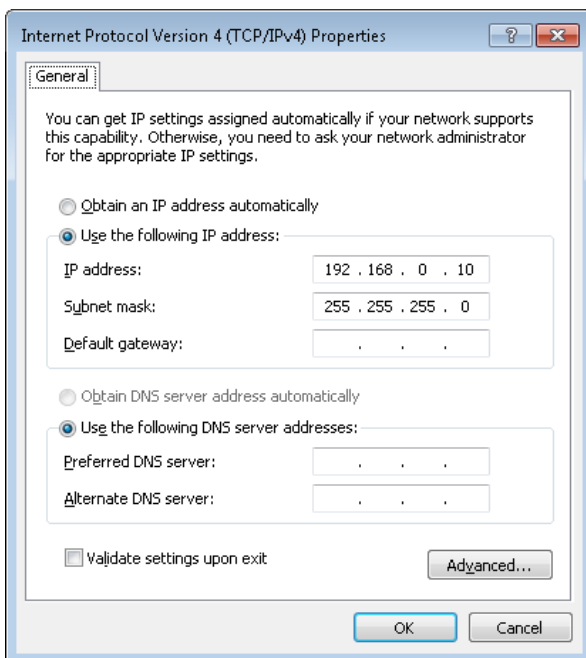 Internet Protocol Version 4 (TCP/IPv4) Properties
General
You can get IP settings assigned automatically if your network supports
this capability. Otherwise, you need to ask your network administrator
for the appropriate IP settings.
Obtain an IP address automatically
Use the following IP address:
IP address: 192 . 168 . 0 . 10
Subnet mask: 255 . 255 . 255 . 0
Default gateway: . . .
Obtain DNS server address automatically
Use the following DNS server addresses:
Preferred DNS server: . . .
Alternate DNS server: . . .
Validate settings upon exit
Advanced...
OK Cancel